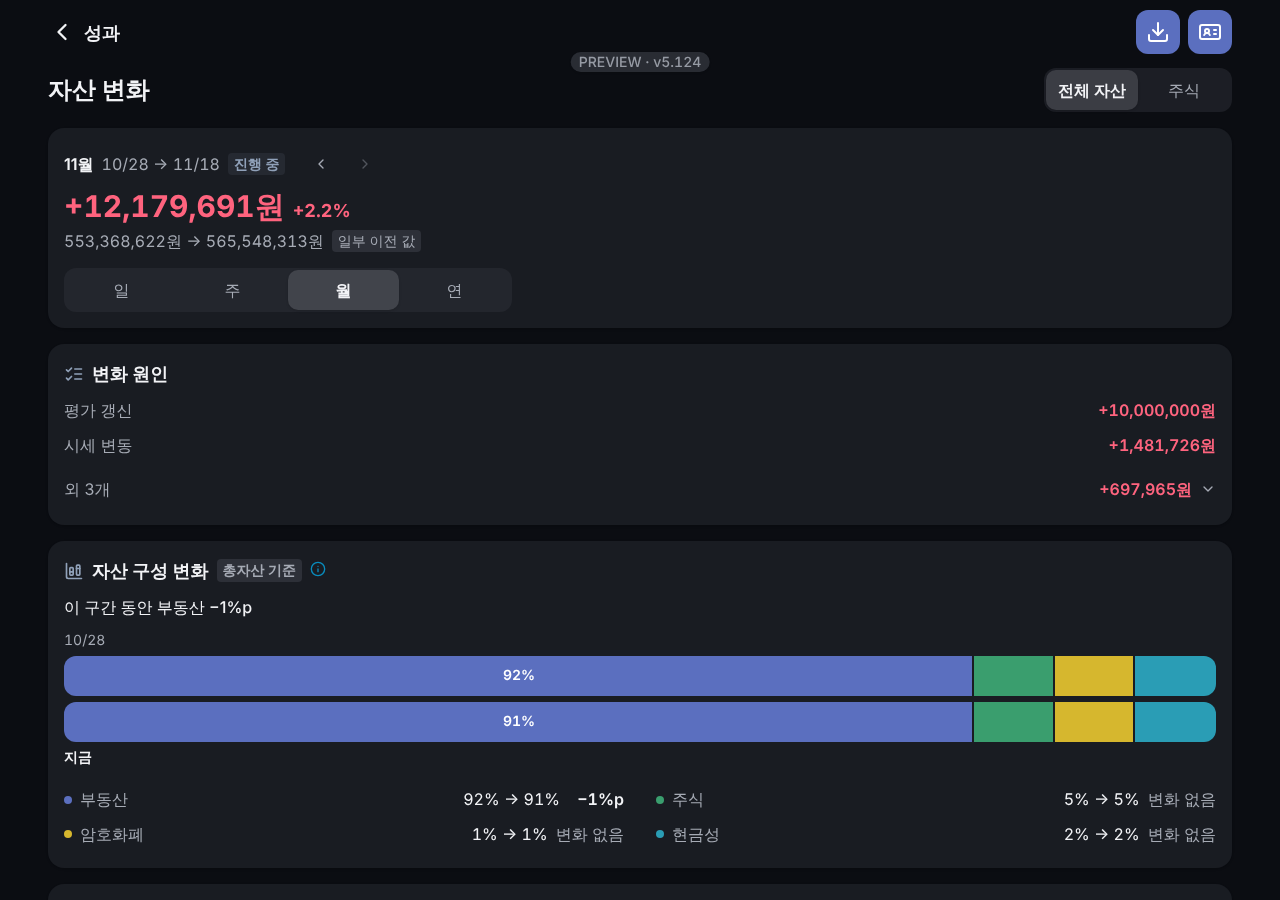 성과
PREVIEW · v5.124
자산 변화
전체 자산 주식
11월 10/28 → 11/18 진행 중
+12,179,691원 +2.2%
553,368,622원 → 565,548,313원 일부 이전 값
일 주 월 연
변화 원인
평가 갱신 +10,000,000원
시세 변동 +1,481,726원
외 3개 +697,965원
자산 구성 변화 총자산 기준
이 구간 동안 부동산 −1%p
10/28
92%
91%
지금
부동산 92% → 91% −1%p 주식 5% → 5% 변화 없음
암호화폐 1% → 1% 변화 없음 현금성 2% → 2% 변화 없음